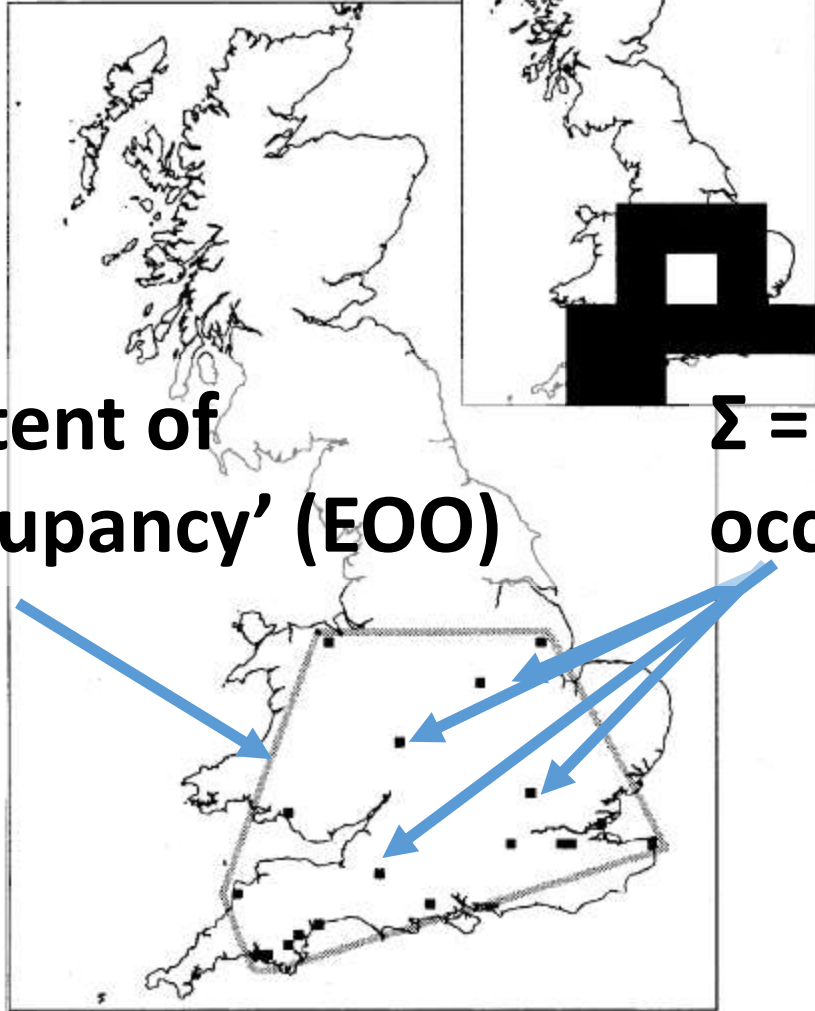 tent of
upancy’ (EOO)
Σ =
occ